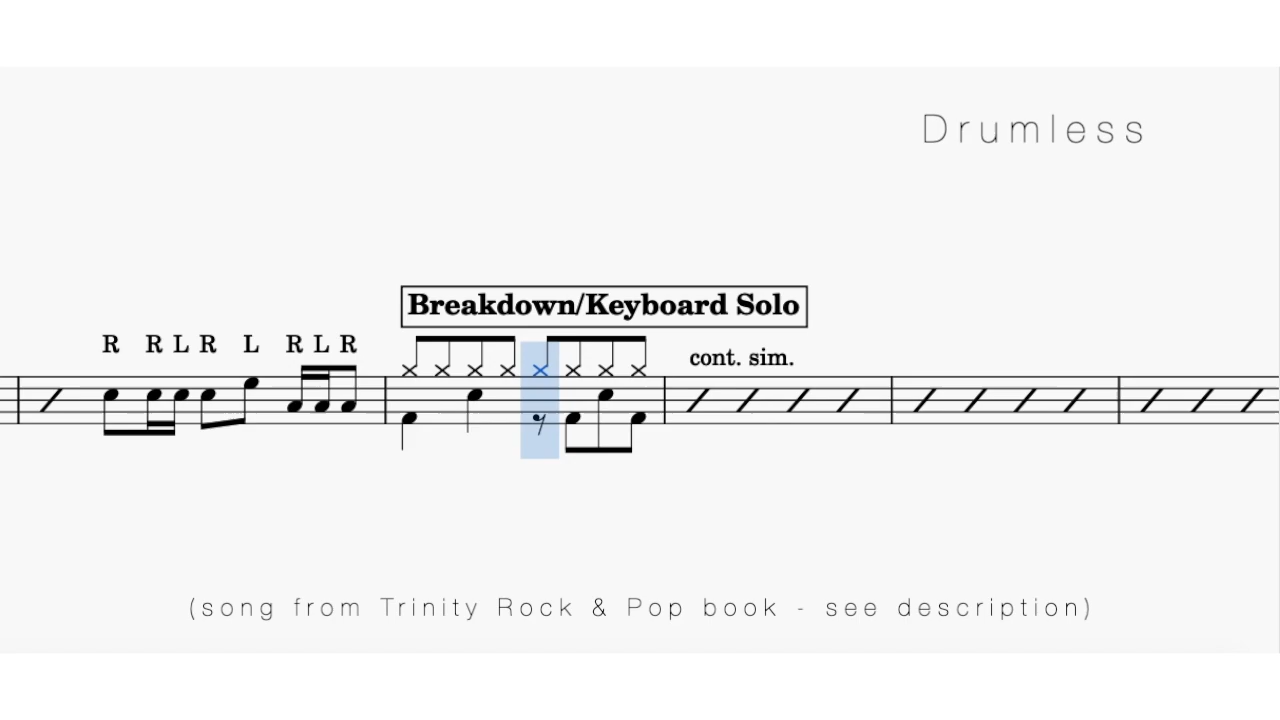 Drumless
Breakdown/Keyboard Solo
R R L R L R L R
cont. sim.
(song from Trinity Rock & Pop book - see description)